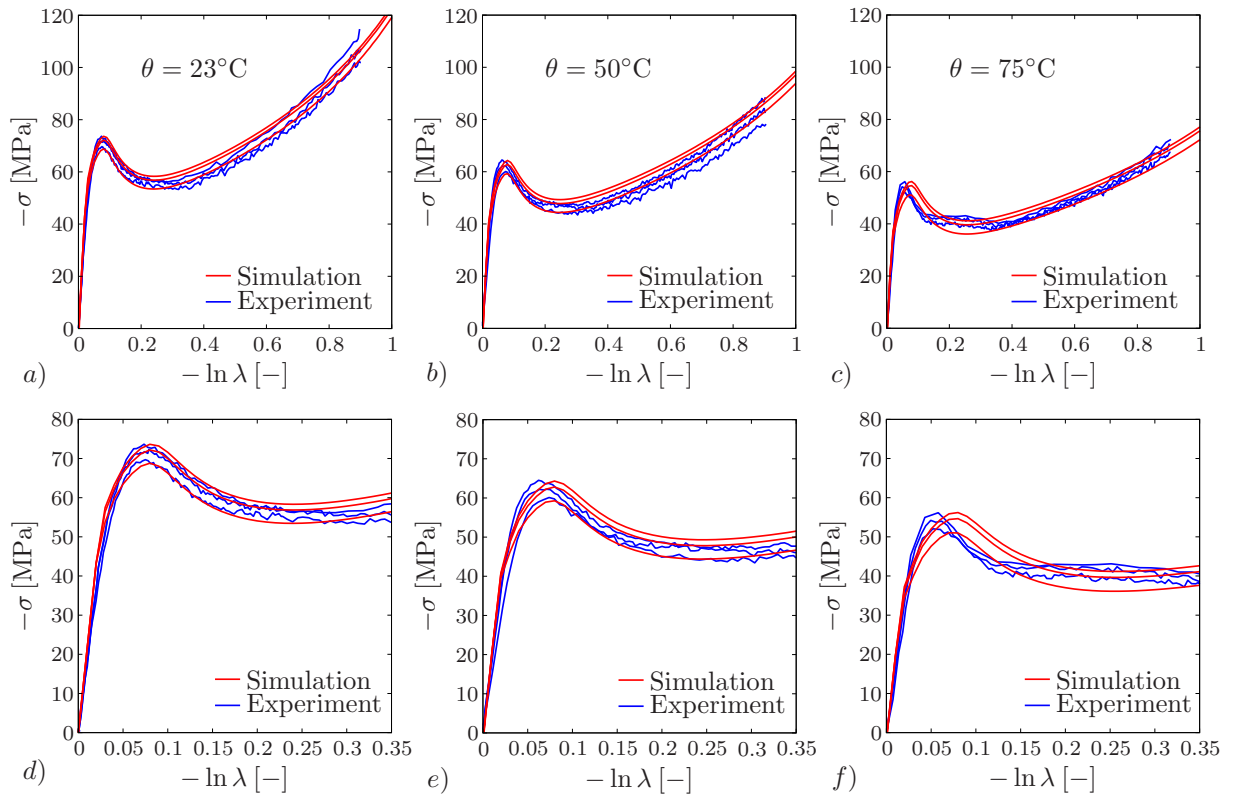 120
100
80
60
40
20
0
−σ [MPa]
θ = 23°C
Simulation
Experiment
0 0.2 0.4 0.6 0.8 1
− ln λ [−]
a)
120
100
80
60
40
20
0
−σ [MPa]
θ = 50°C
Simulation
Experiment
0 0.2 0.4 0.6 0.8 1
− ln λ [−]
b)
120
100
80
60
40
20
0
−σ [MPa]
θ = 75°C
Simulation
Experiment
0 0.2 0.4 0.6 0.8 1
− ln λ [−]
c)
80
70
60
50
40
30
20
10
0
−σ [MPa]
Simulation
Experiment
0 0.05 0.1 0.15 0.2 0.25 0.3 0.35
− ln λ [−]
d)
80
70
60
50
40
30
20
10
0
−σ [MPa]
Simulation
Experiment
0 0.05 0.1 0.15 0.2 0.25 0.3 0.35
− ln λ [−]
e)
80
70
60
50
40
30
20
10
0
−σ [MPa]
Simulation
Experiment
0 0.05 0.1 0.15 0.2 0.25 0.3 0.35
− ln λ [−]
f)